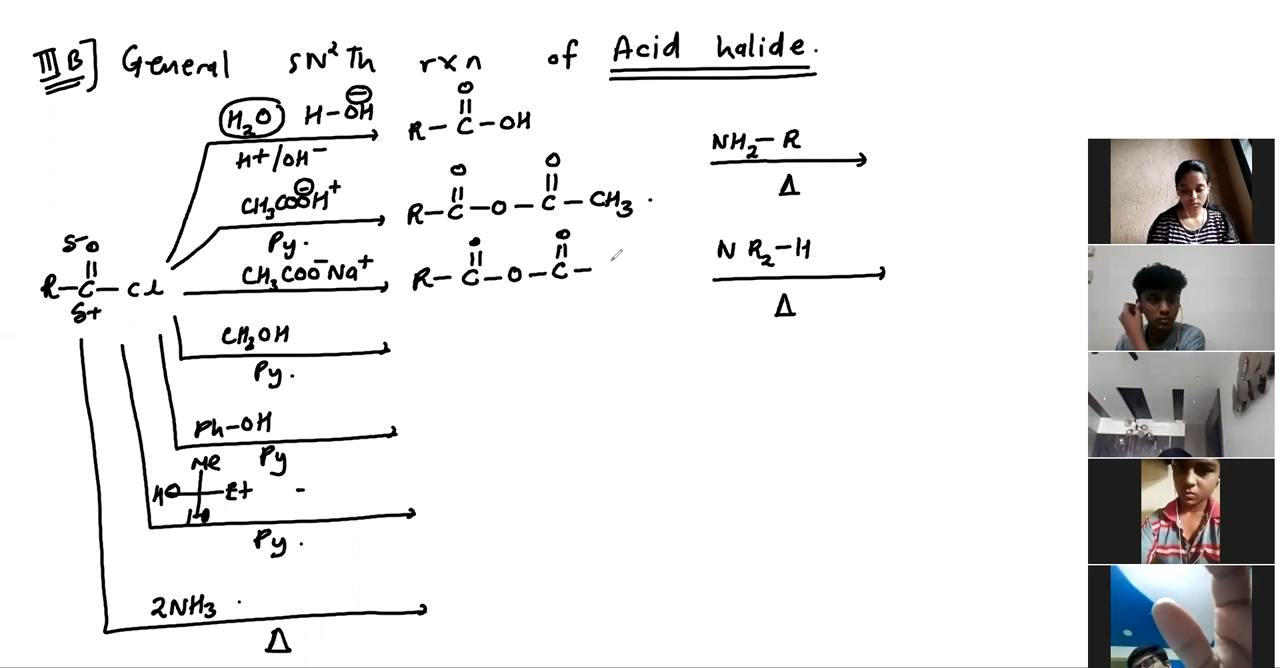 III B] General SN²Th rxn of Acid halide.
H₂O H-OH⊖
H+/OH⁻
R-C(=O)-OH
CH₃COO⊖H⁺
Py.
R-C(=O)-O-C(=O)-CH₃.
R-C(=O)-Cl
δ-
δ+
CH₃COO⁻Na⁺
R-C(=O)-O-C(=O)-
CH₃OH
Py.
Ph-OH
Py
Me
HO Et
H
Py.
2NH₃
Δ
NH₂-R
Δ
N R₂-H
Δ